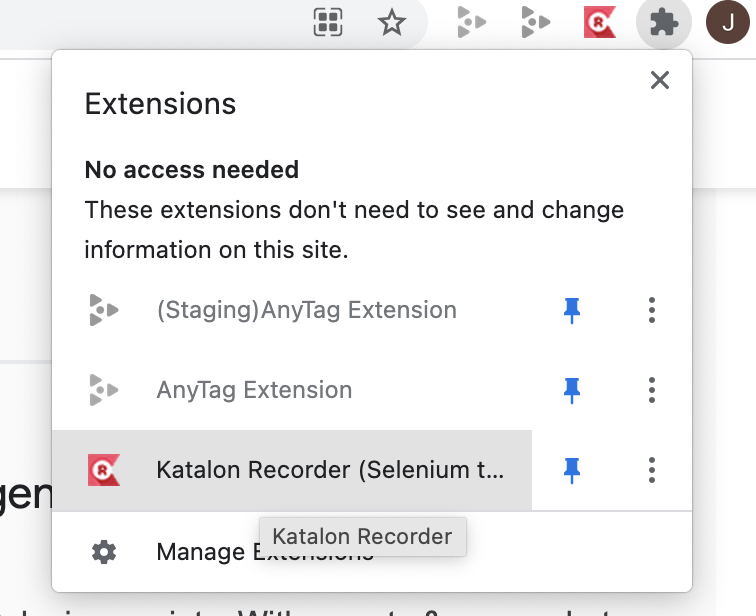 J
Extensions
No access needed
These extensions don't need to see and change
information on this site.
(Staging)AnyTag Extension
AnyTag Extension
Katalon Recorder (Selenium t...
gen
Katalon Recorder
Manage Extensions